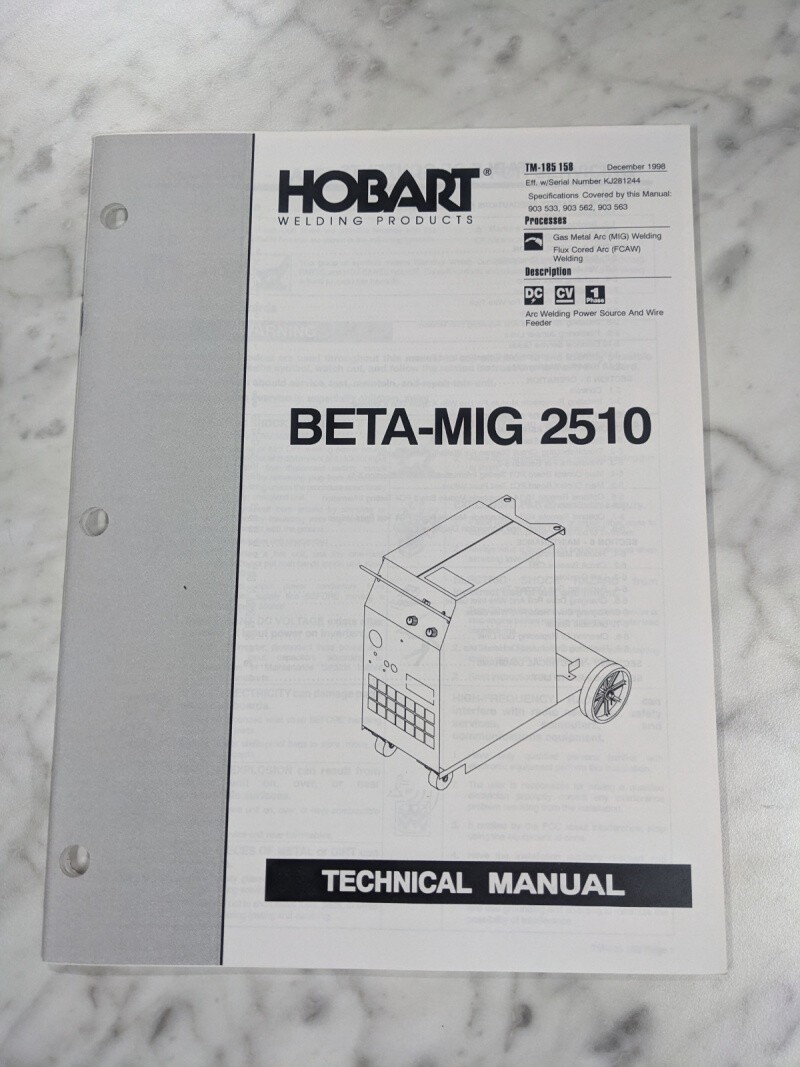 HOBART®
WELDING PRODUCTS
TM-185 158 December 1998
Eff. w/Serial Number KJ281244
Specifications Covered by this Manual:
903 533, 903 562, 903 563
Processes
Gas Metal Arc (MIG) Welding
Flux Cored Arc (FCAW)
Welding
Description
DC CV 1
Phase
Arc Welding Power Source And Wire
Feeder
BETA-MIG 2510
TECHNICAL MANUAL